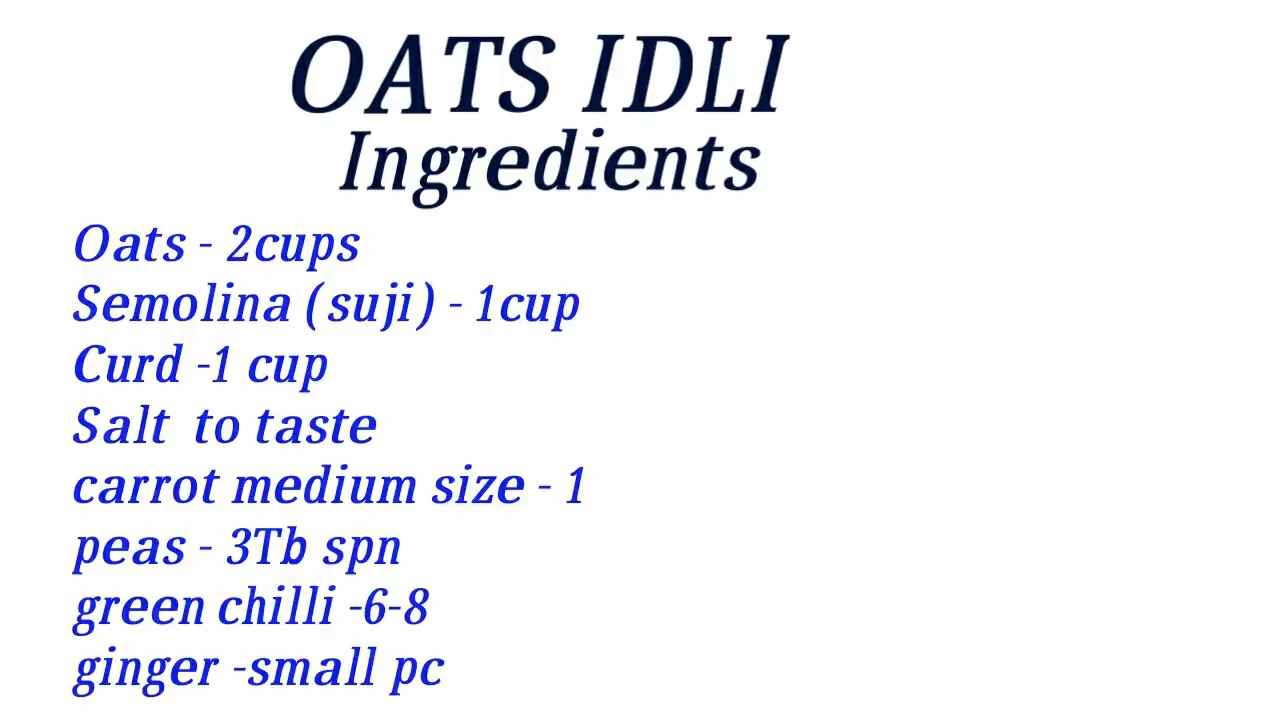 OATS IDLI
Ingredients
Oats - 2cups
Semolina (suji) - 1cup
Curd -1 cup
Salt  to taste
carrot medium size - 1
peas - 3Tb spn
green chilli -6-8
ginger -small pc